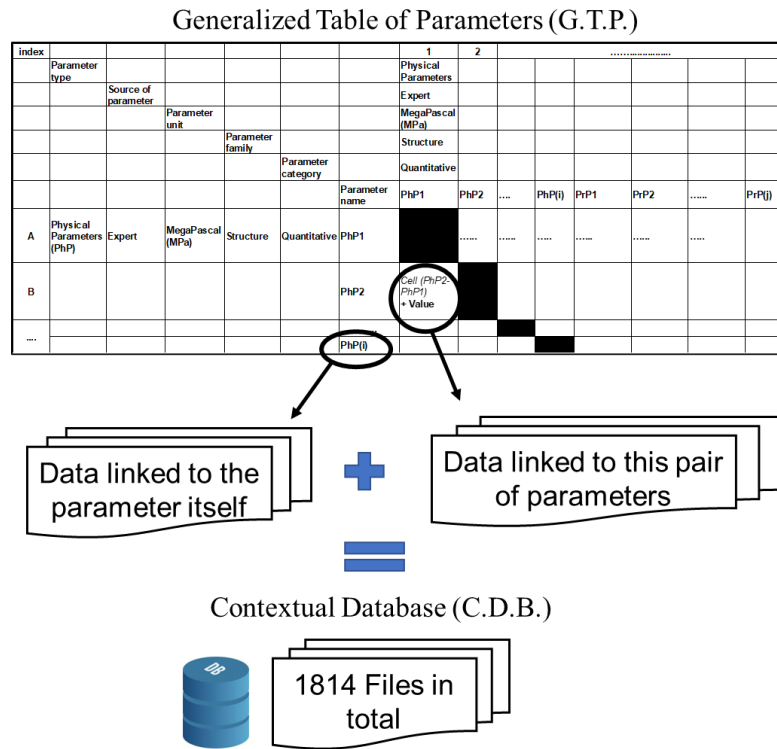 Generalized Table of Parameters (G.T.P.)
index 1 2 .......................
Parameter type Physical Parameters
Source of parameter Expert
Parameter unit MegaPascal (MPa)
Parameter family Structure
Parameter category Quantitative
Parameter name PhP1 PhP2 .... PhP(i) PrP1 PrP2 ...... PrP(j)
A Physical Parameters (PhP) Expert MegaPascal (MPa) Structure Quantitative PhP1 ...... ...... ..... ...... ...... .....
B PhP2 Cell (PhP2-PhP1) + Value
....
PhP(i)
Data linked to the
parameter itself
Data linked to this pair
of parameters
Contextual Database (C.D.B.)
DB
1814 Files in
total